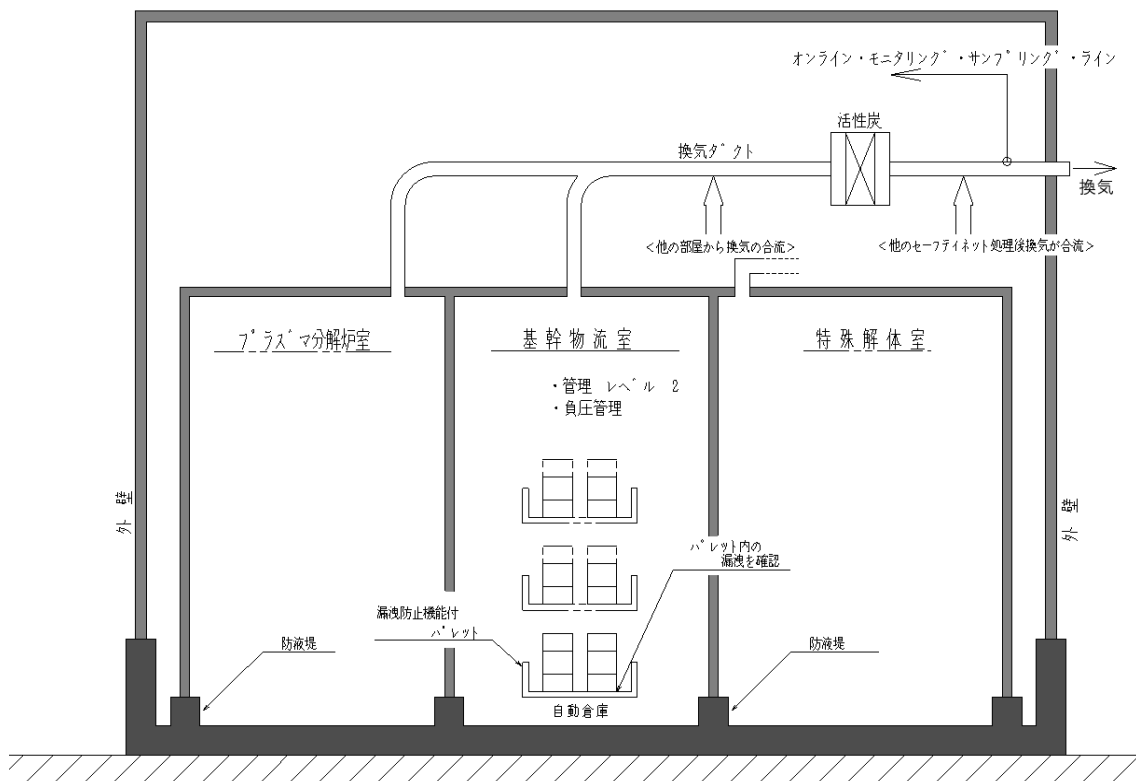 オンライン・モニタリング・サンプリング・ライン
活性炭
換気ダクト
換気
<他の部屋から換気の合流>
<他のセーフティネット処理後換気が合流>
プラズマ分解炉室
基幹物流室
特殊解体室
・管理 レベル 2
・負圧管理
外壁
外壁
パレット内の
漏洩を確認
漏洩防止機能付
パレット
防液堤
防液堤
自動倉庫